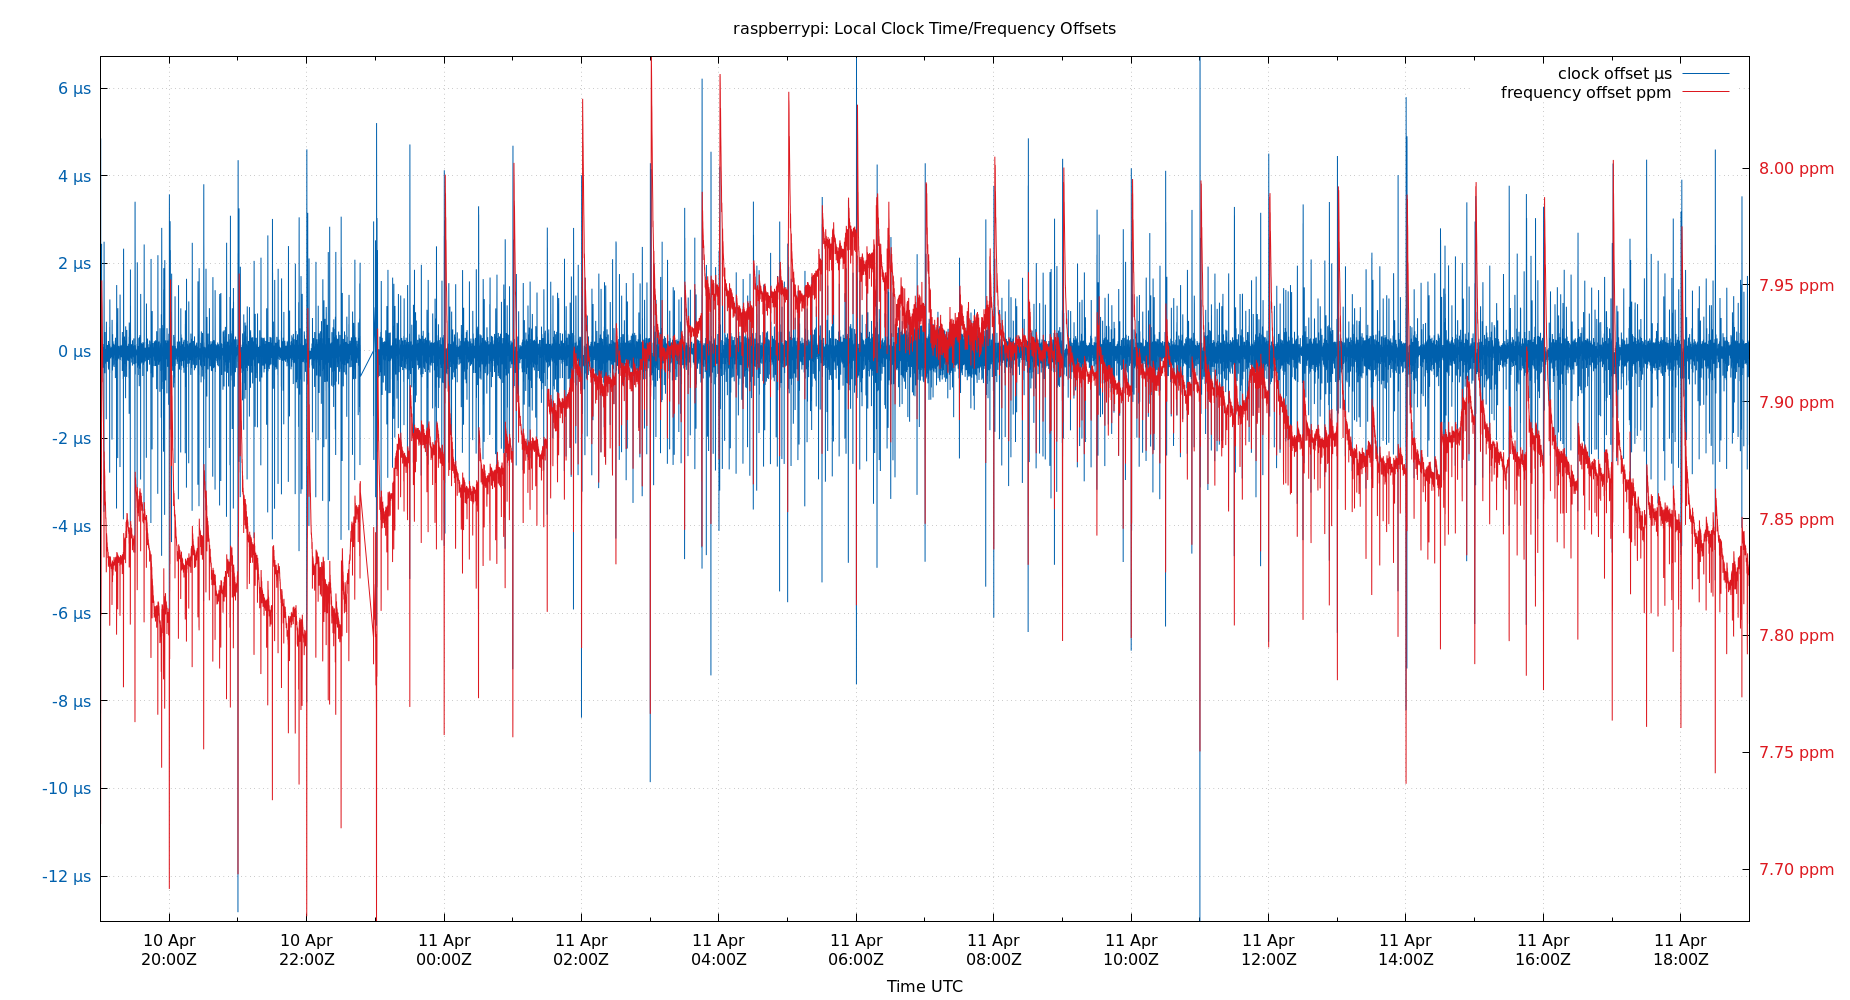 raspberrypi: Local Clock Time/Frequency Offsets
clock offset µs
frequency offset ppm
6 µs
4 µs
2 µs
0 µs
-2 µs
-4 µs
-6 µs
-8 µs
-10 µs
-12 µs
8.00 ppm
7.95 ppm
7.90 ppm
7.85 ppm
7.80 ppm
7.75 ppm
7.70 ppm
10 Apr
20:00Z
10 Apr
22:00Z
11 Apr
00:00Z
11 Apr
02:00Z
11 Apr
04:00Z
11 Apr
06:00Z
11 Apr
08:00Z
11 Apr
10:00Z
11 Apr
12:00Z
11 Apr
14:00Z
11 Apr
16:00Z
11 Apr
18:00Z
Time UTC